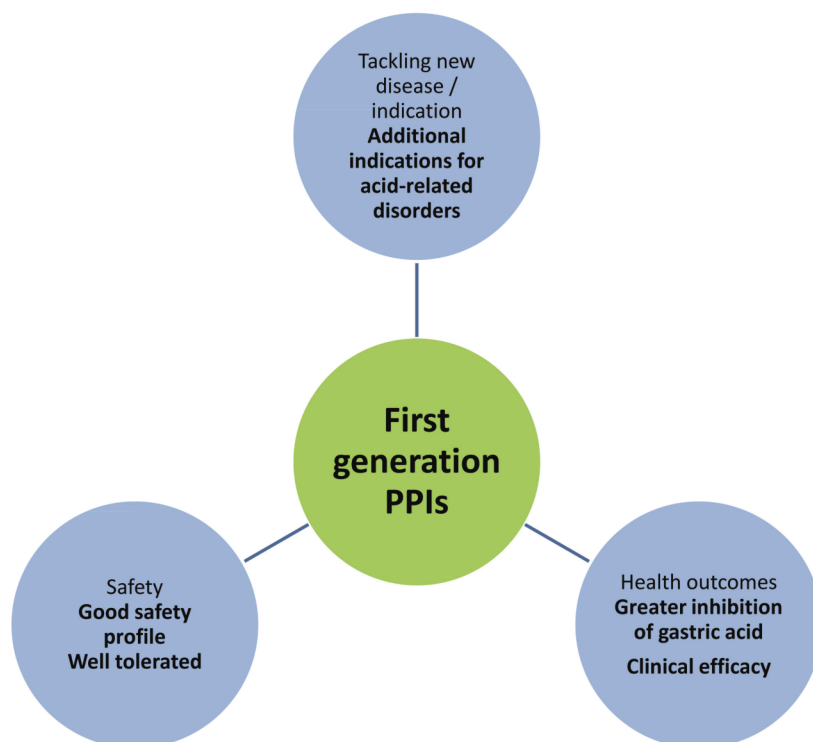 Tackling new
disease /
indication
Additional
indications for
acid-related
disorders
First
generation
PPIs
Safety
Good safety
profile
Well tolerated
Health outcomes
Greater inhibition
of gastric acid
Clinical efficacy